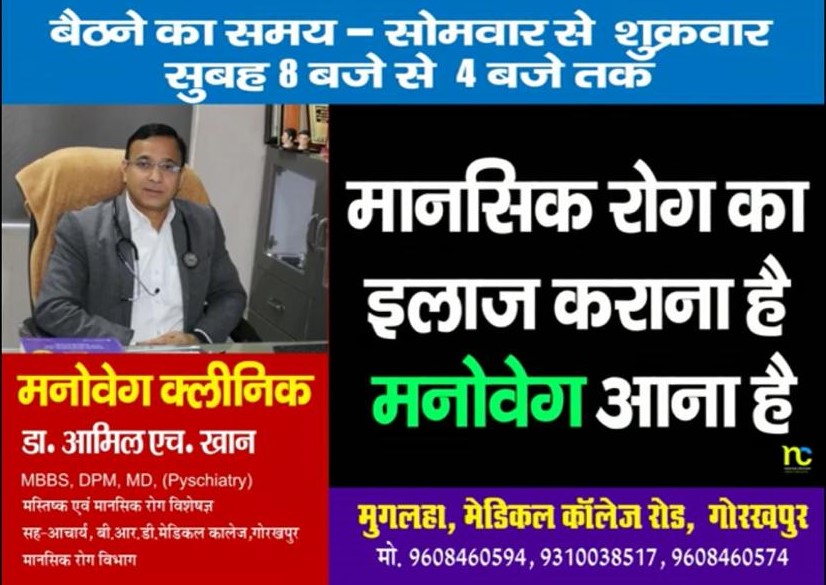 बैठने का समय – सोमवार से शुक्रवार
सुबह 8 बजे से 4 बजे तक
मानसिक रोग का
इलाज कराना है
मनोवेग आना है
nc
मनोवेग क्लीनिक
डा. आमिल एच. खान
MBBS, DPM, MD, (Pyschiatry)
मस्तिष्क एवं मानसिक रोग विशेषज्ञ
सह-आचार्य, बी.आर.डी.मेडिकल कालेज,गोरखपुर
मानसिक रोग विभाग
मुगलहा, मेडिकल कॉलेज रोड, गोरखपुर
मो. 9608460594, 9310038517, 9608460574